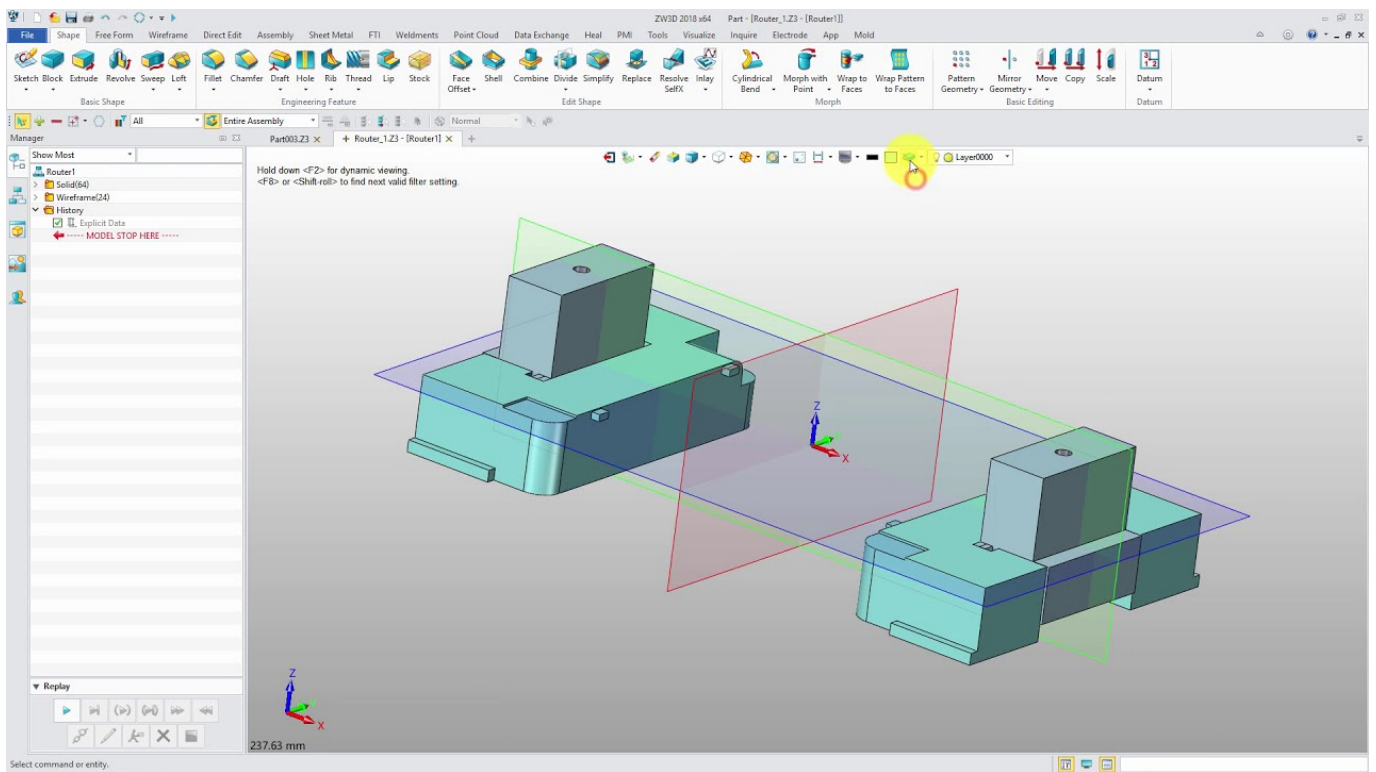 ZW3D 2018 x64 Part - [Router_1.Z3 - [Router1]]
File Shape Free Form Wireframe Direct Edit Assembly Sheet Metal FTI Weldments Point Cloud Data Exchange Heal PMI Tools Visualize Inquire Electrode App Mold
Sketch Block Extrude Revolve Sweep Loft Fillet Chamfer Draft Hole Rib Thread Lip Stock Face Offset Shell Combine Divide Simplify Replace Resolve SelfX Inlay Cylindrical Bend Morph with Point Wrap to Faces Wrap Pattern to Faces Pattern Geometry Mirror Geometry Move Copy Scale Datum
Basic Shape Engineering Feature Edit Shape Morph Basic Editing Datum
All Entire Assembly Normal
Manager Part003.Z3 Router_1.Z3 - [Router1]
Show Most Layer0000
Router1
Solid(64)
Wireframe(24)
History
Explicit Data
----- MODEL STOP HERE -----
Hold down <F2> for dynamic viewing.
<F8> or <Shift-roll> to find next valid filter setting.
Z
Y
X
Replay
Z
Y
X
237.63 mm
Select command or entity.